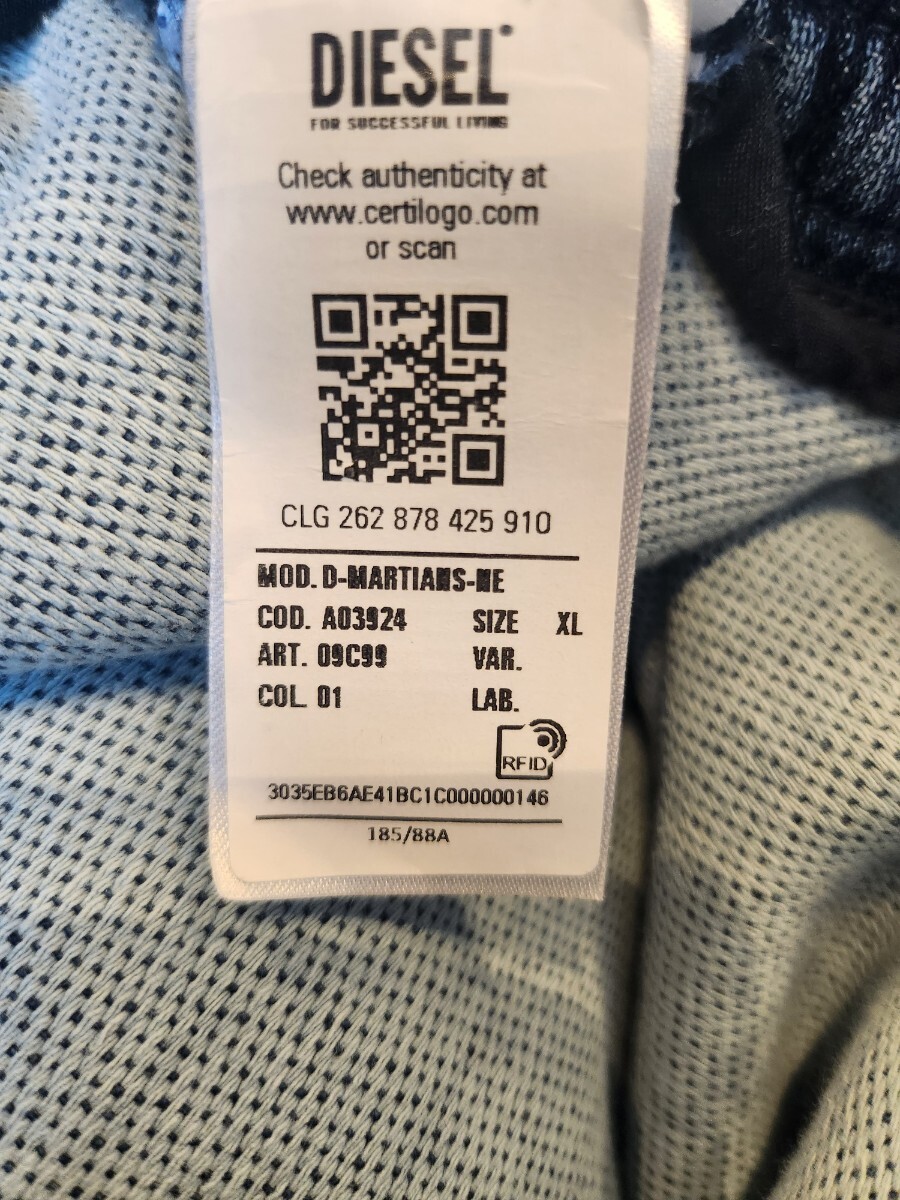 DIESEL
FOR SUCCESSFUL LIVING
Check authenticity at
www.certilogo.com
or scan
CLG 262 878 425 910
MOD. D-MARTIANS-NE
COD. A03924 SIZE XL
ART. 09C99 VAR.
COL. 01 LAB.
RFID
3035EB6AE41BC1C000000146
185/88A